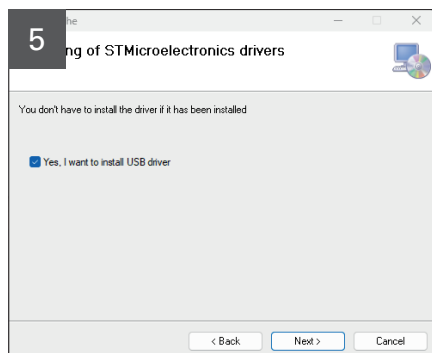 he
5
ng of STMicroelectronics drivers
You don't have to install the driver if it has been installed
Yes, I want to install USB driver
< Back
Next >
Cancel